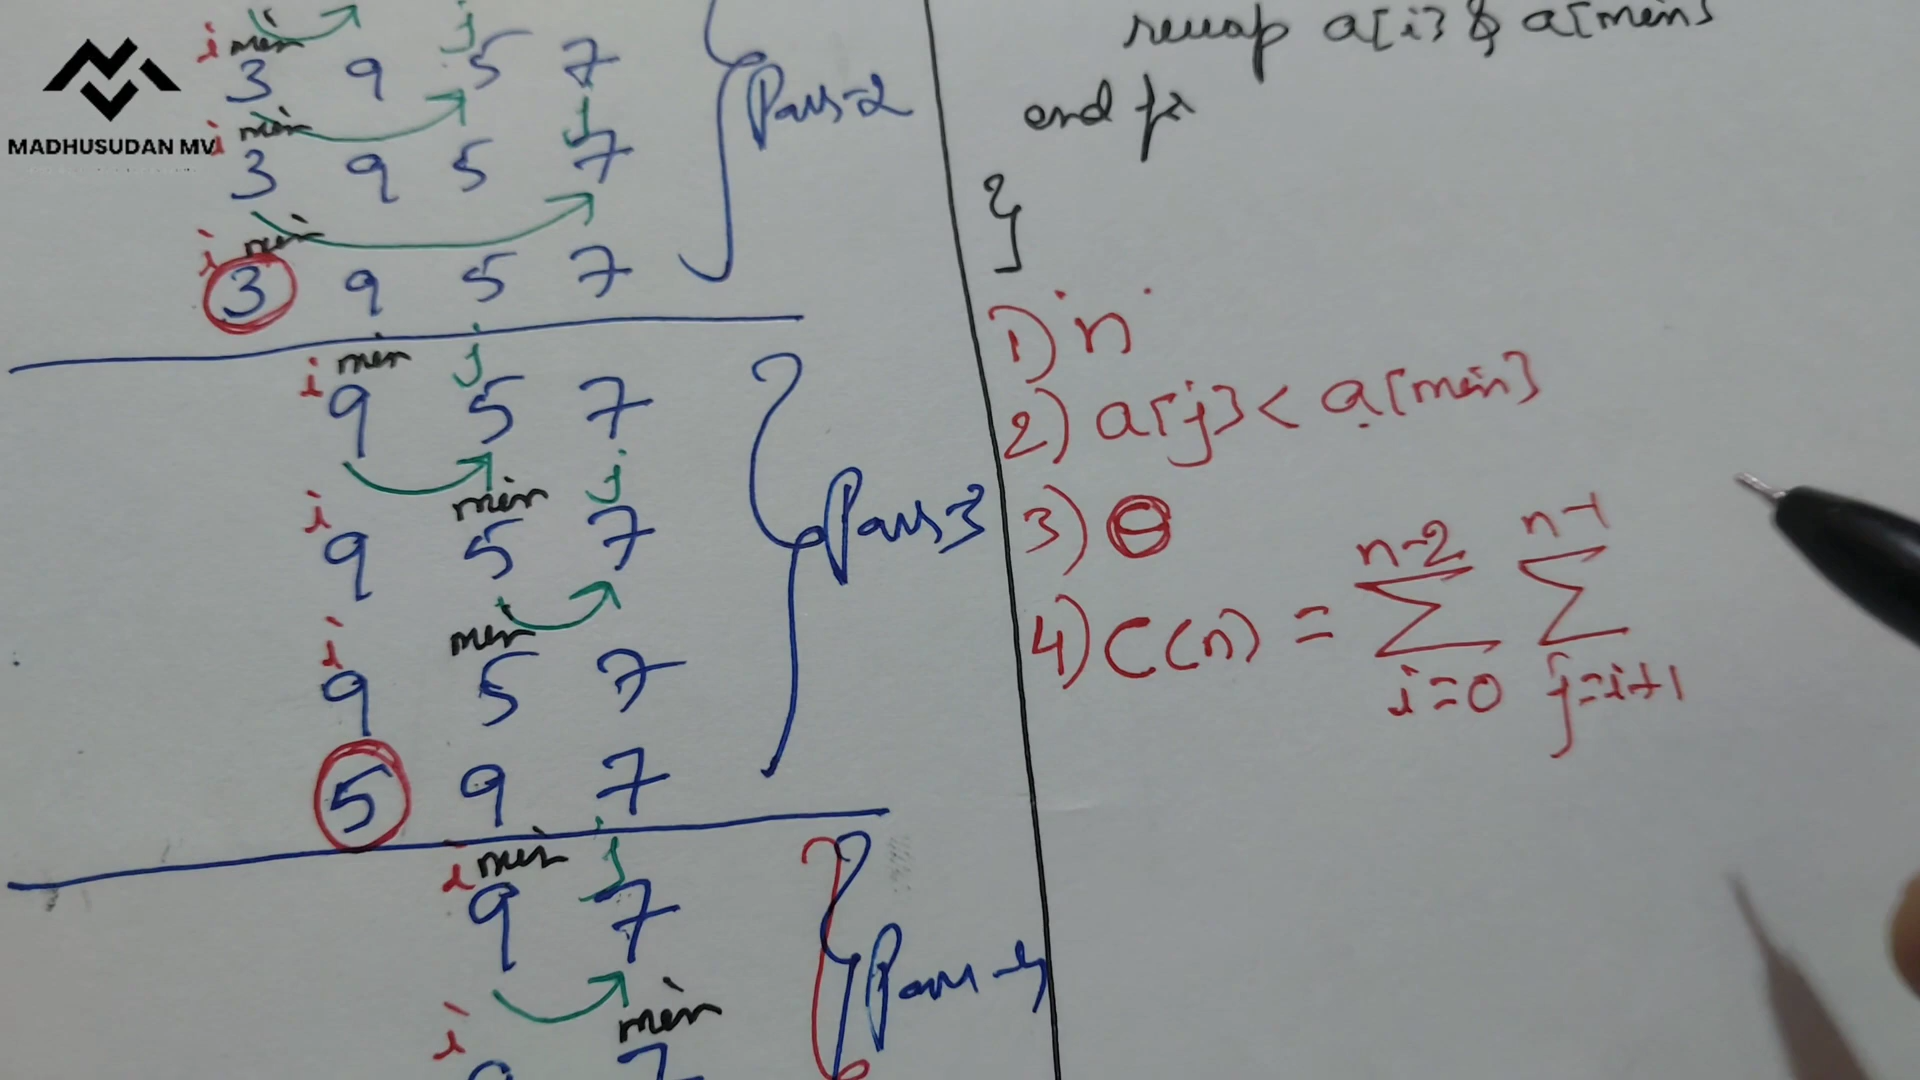 i min j
3 9 5 7
i min j
3 9 5 7
i min
3 9 5 7
Pass-2
MADHUSUDAN MV
i min j
9 5 7
i min j
9 5 7
i min
9 5 7
5 9 7
Pass 3
i min j
9 7
i min
9 7
Pass-4
swap a[i] & a[min]
end for
}
1) n
2) a[j] < a[min]
3) Θ
4) C(n) = n-2 Σ i=0 n-1 Σ j=i+1